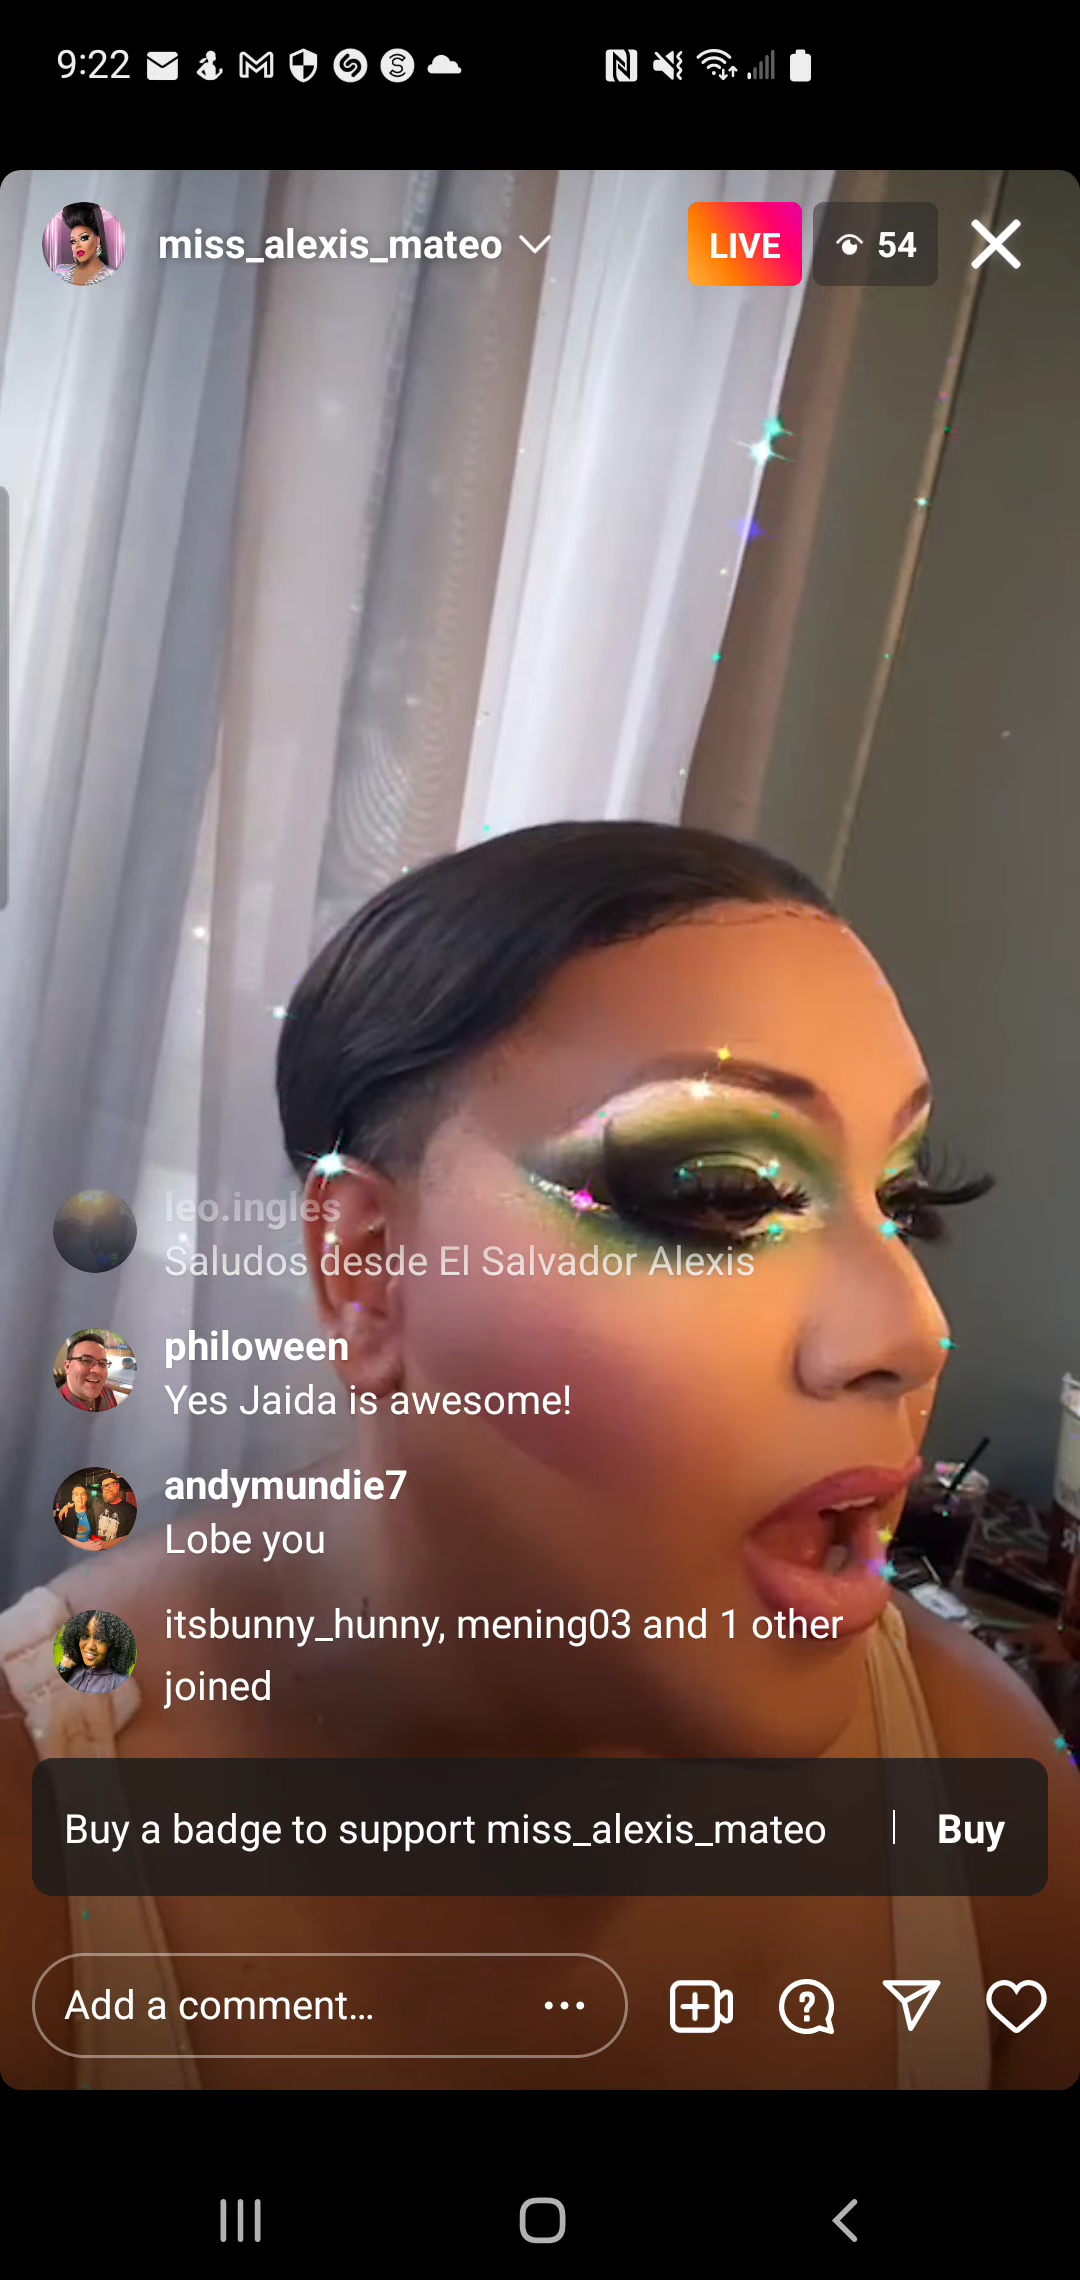 9:22
miss_alexis_mateo
LIVE
54
leo.ingles
Saludos desde El Salvador Alexis
philoween
Yes Jaida is awesome!
andymundie7
Lobe you
itsbunny_hunny, mening03 and 1 other
joined
Buy a badge to support miss_alexis_mateo
Buy
Add a comment...